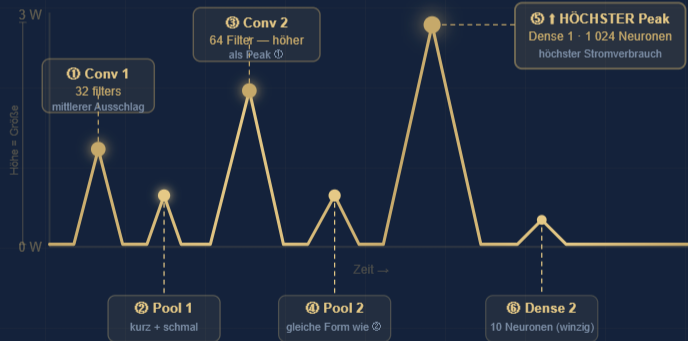 3 W
③ Conv 2
64 Filter — höher
als Peak ①
⑤ ⬆ HÖCHSTER Peak
Dense 1 · 1 024 Neuronen
höchster Stromverbrauch
① Conv 1
32 filters
mittlerer Ausschlag
Höhe = Größe
0 W
Zeit →
② Pool 1
kurz + schmal
④ Pool 2
gleiche Form wie ②
⑥ Dense 2
10 Neuronen (winzig)